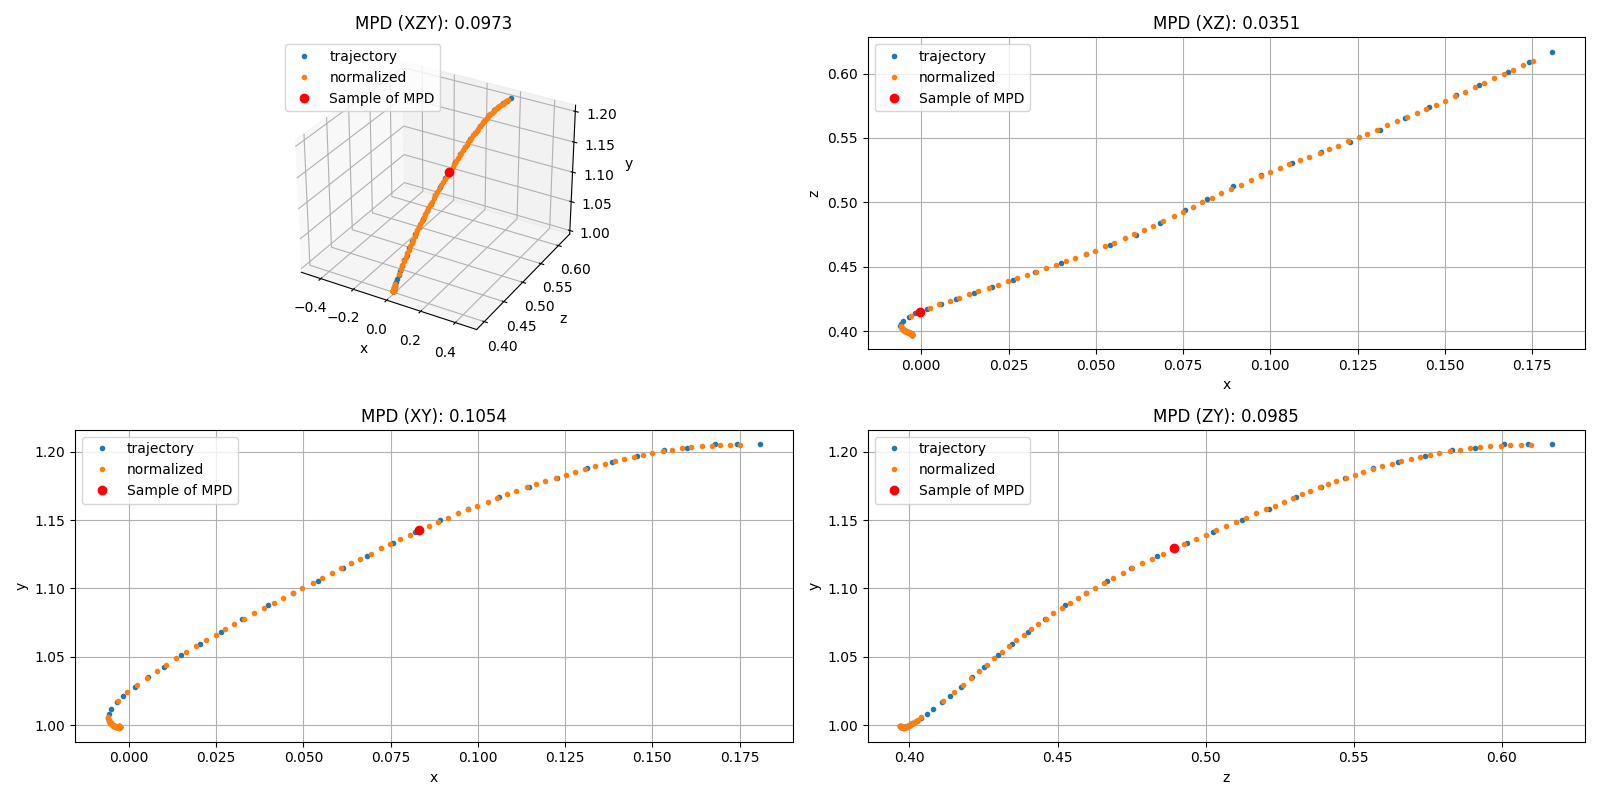 MPD (XZY): 0.0973
trajectory
normalized
Sample of MPD
1.20
1.15
1.10
1.05
1.00
y
0.60
0.55
0.50
0.45
0.40
z
−0.4
−0.2
0.0
0.2
0.4
x
MPD (XZ): 0.0351
trajectory
normalized
Sample of MPD
0.60
0.55
0.50
0.45
0.40
z
0.000
0.025
0.050
0.075
0.100
0.125
0.150
0.175
x
MPD (XY): 0.1054
trajectory
normalized
Sample of MPD
1.20
1.15
1.10
1.05
1.00
y
0.000
0.025
0.050
0.075
0.100
0.125
0.150
0.175
x
MPD (ZY): 0.0985
trajectory
normalized
Sample of MPD
1.20
1.15
1.10
1.05
1.00
y
0.40
0.45
0.50
0.55
0.60
z